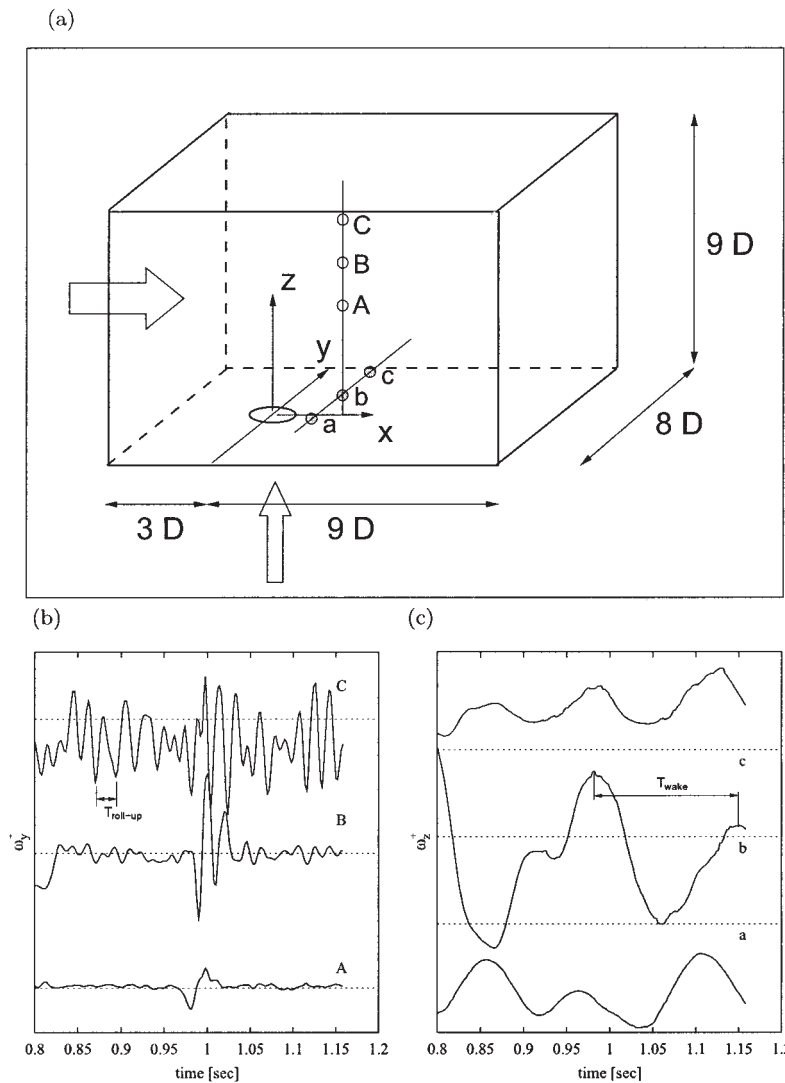 (a)
C
B
A
z
y
c
b
a
x
9 D
8 D
3 D
9 D
(b)
(c)
C
T roll-up
B
A
ω_y^+
0.8 0.85 0.9 0.95 1 1.05 1.1 1.15 1.2
time [sec]
c
T wake
b
a
ω_z^+
0.8 0.85 0.9 0.95 1 1.05 1.1 1.15 1.2
time [sec]